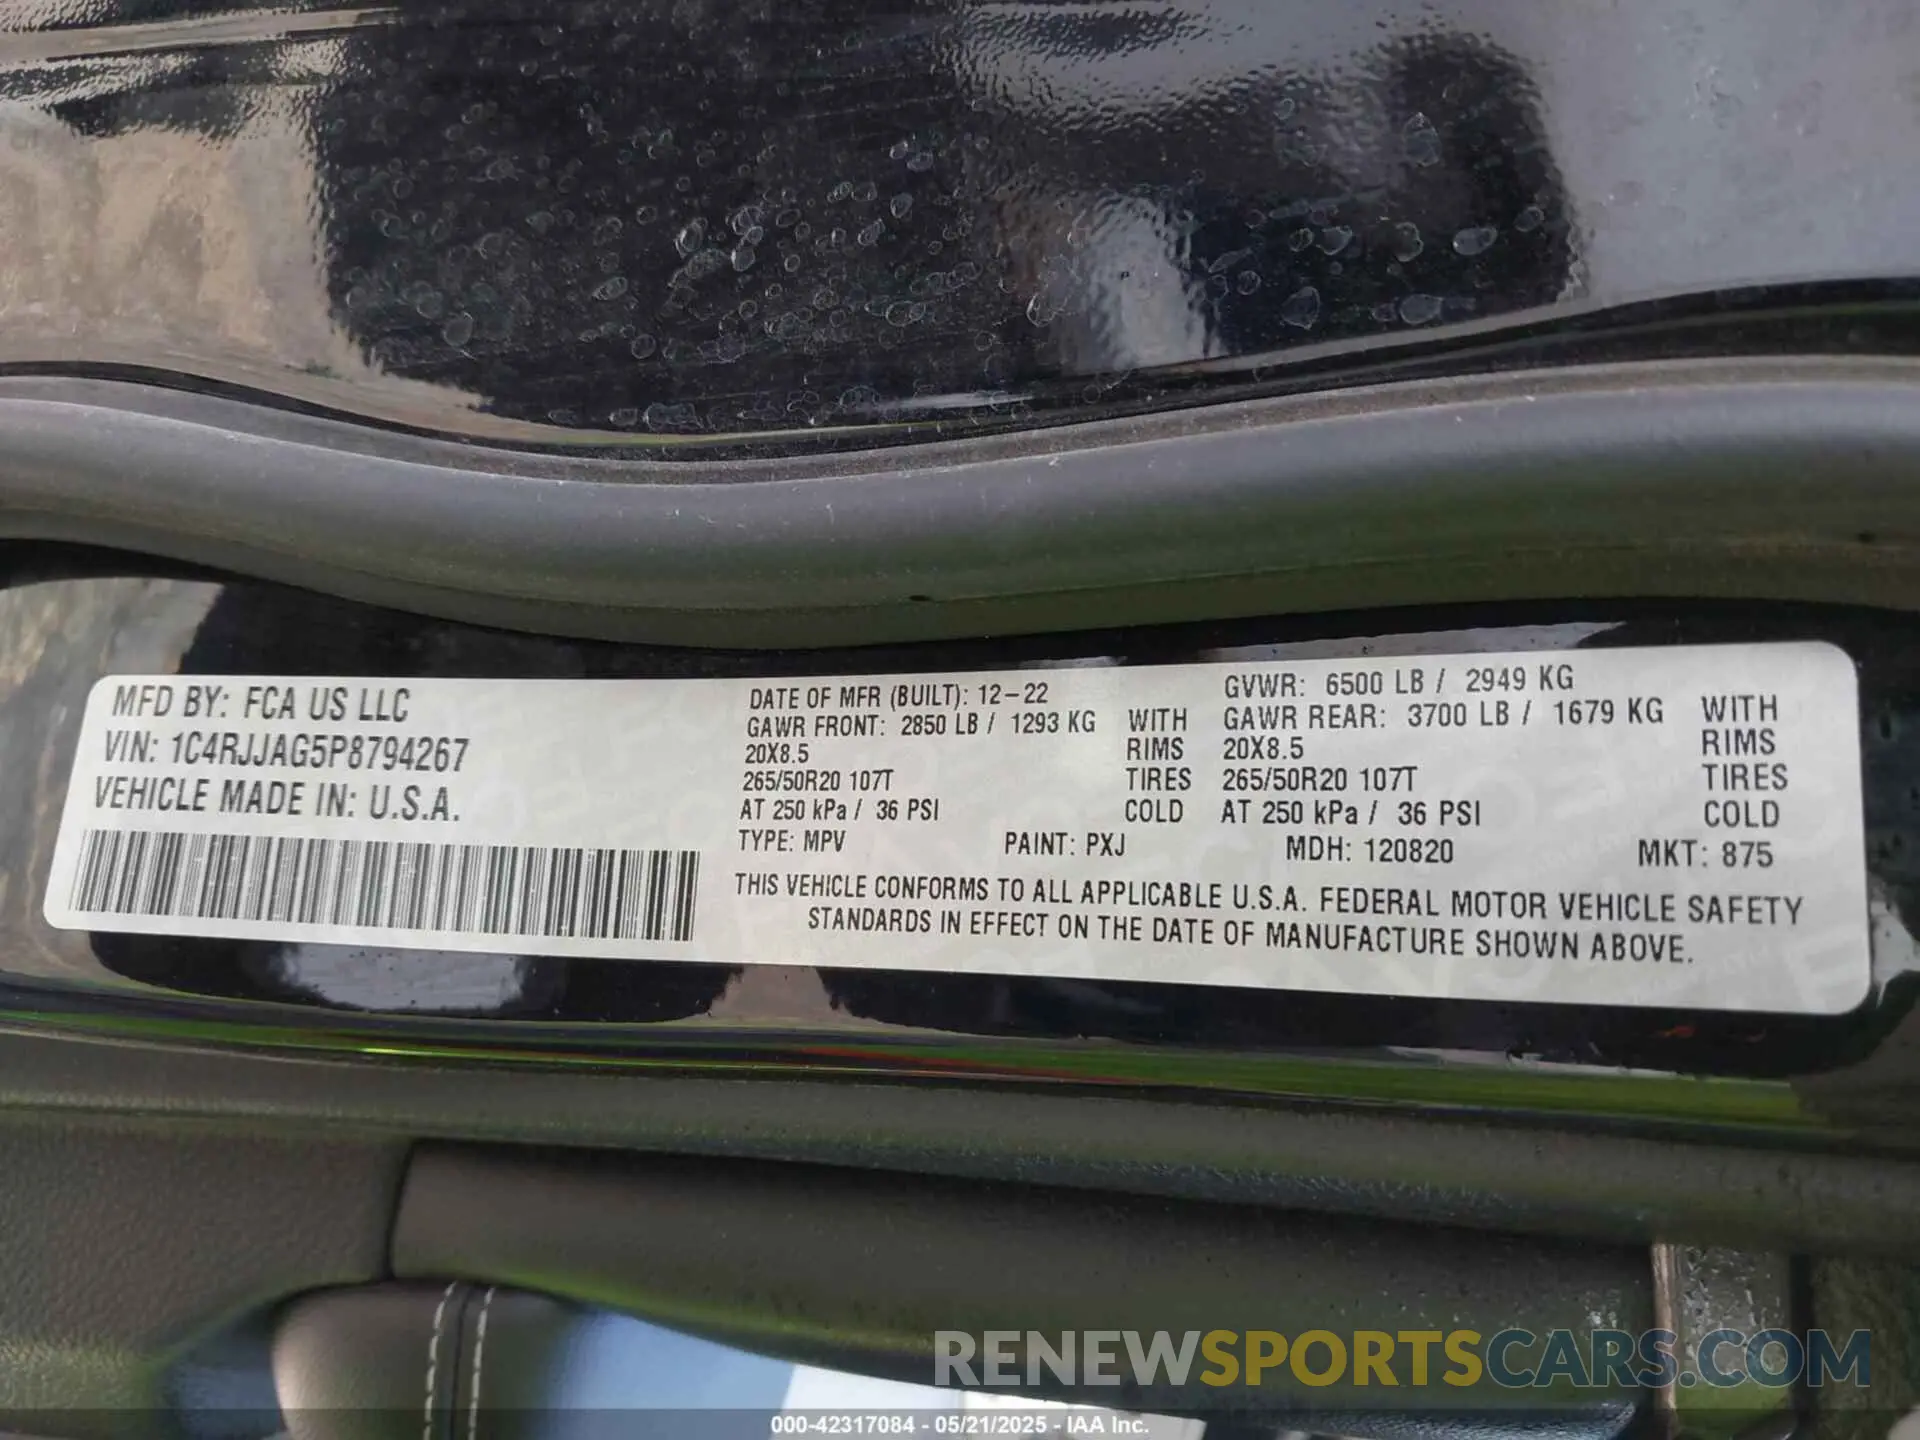 MFD BY: FCA US LLC
VIN: 1C4RJJAG5P8794267
VEHICLE MADE IN: U.S.A.
DATE OF MFR (BUILT): 12-22
GVWR: 6500 LB / 2949 KG
GAWR FRONT: 2850 LB / 1293 KG WITH
20X8.5 RIMS
265/50R20 107T TIRES
AT 250 kPa / 36 PSI COLD
GAWR REAR: 3700 LB / 1679 KG WITH
20X8.5 RIMS
265/50R20 107T TIRES
AT 250 kPa / 36 PSI COLD
TYPE: MPV PAINT: PXJ MDH: 120820 MKT: 875
THIS VEHICLE CONFORMS TO ALL APPLICABLE U.S.A. FEDERAL MOTOR VEHICLE SAFETY
STANDARDS IN EFFECT ON THE DATE OF MANUFACTURE SHOWN ABOVE.
RENEWSPORTSCARS.COM
000-42317084 - 05/21/2025 - IAA Inc.